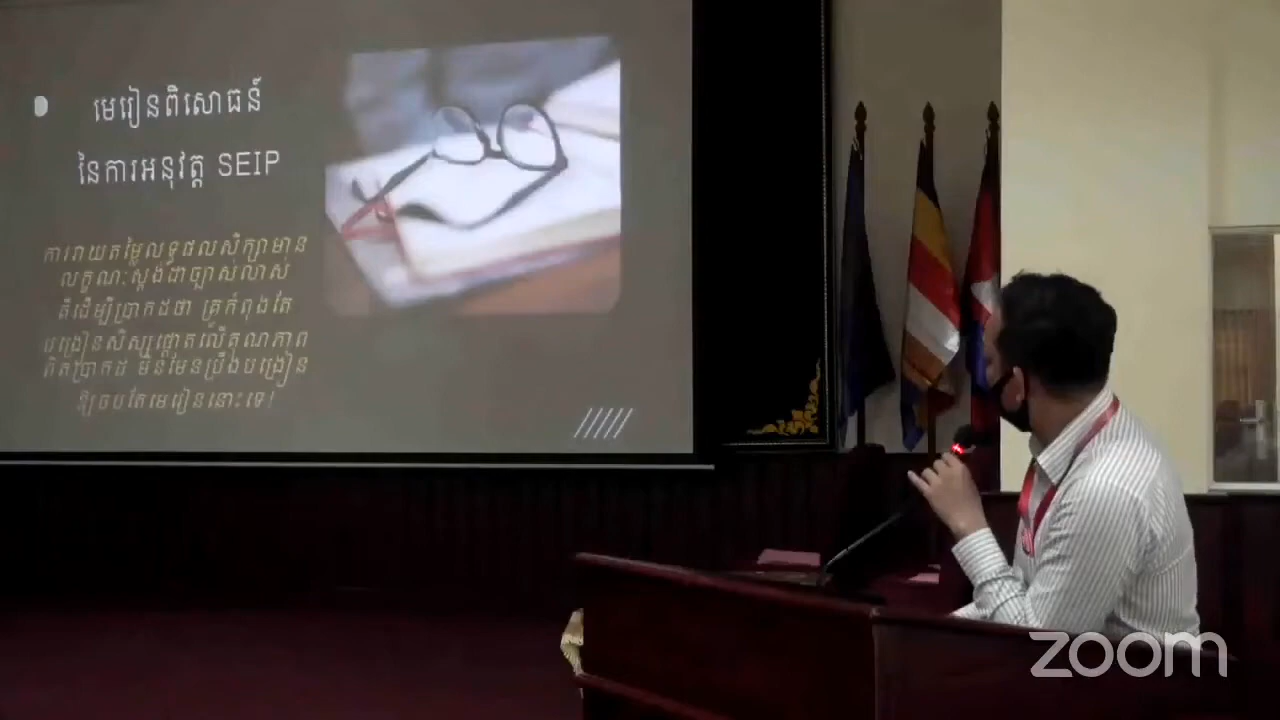 មេរៀនពិសោធន៍
នៃការអនុវត្ត SEIP
ការវាយតម្លៃលទ្ធផលសិក្សាមាន
លក្ខណៈស្តង់ដាច្បាស់លាស់
គឺដើម្បីប្រាកដថា គ្រូកំពុងតែ
បង្រៀនសិស្សផ្តោតលើគុណភាព
ពិតប្រាកដ មិនមែនប្រឹងបង្រៀន
ឱ្យចប់តែមេរៀននោះទេ!
zoom